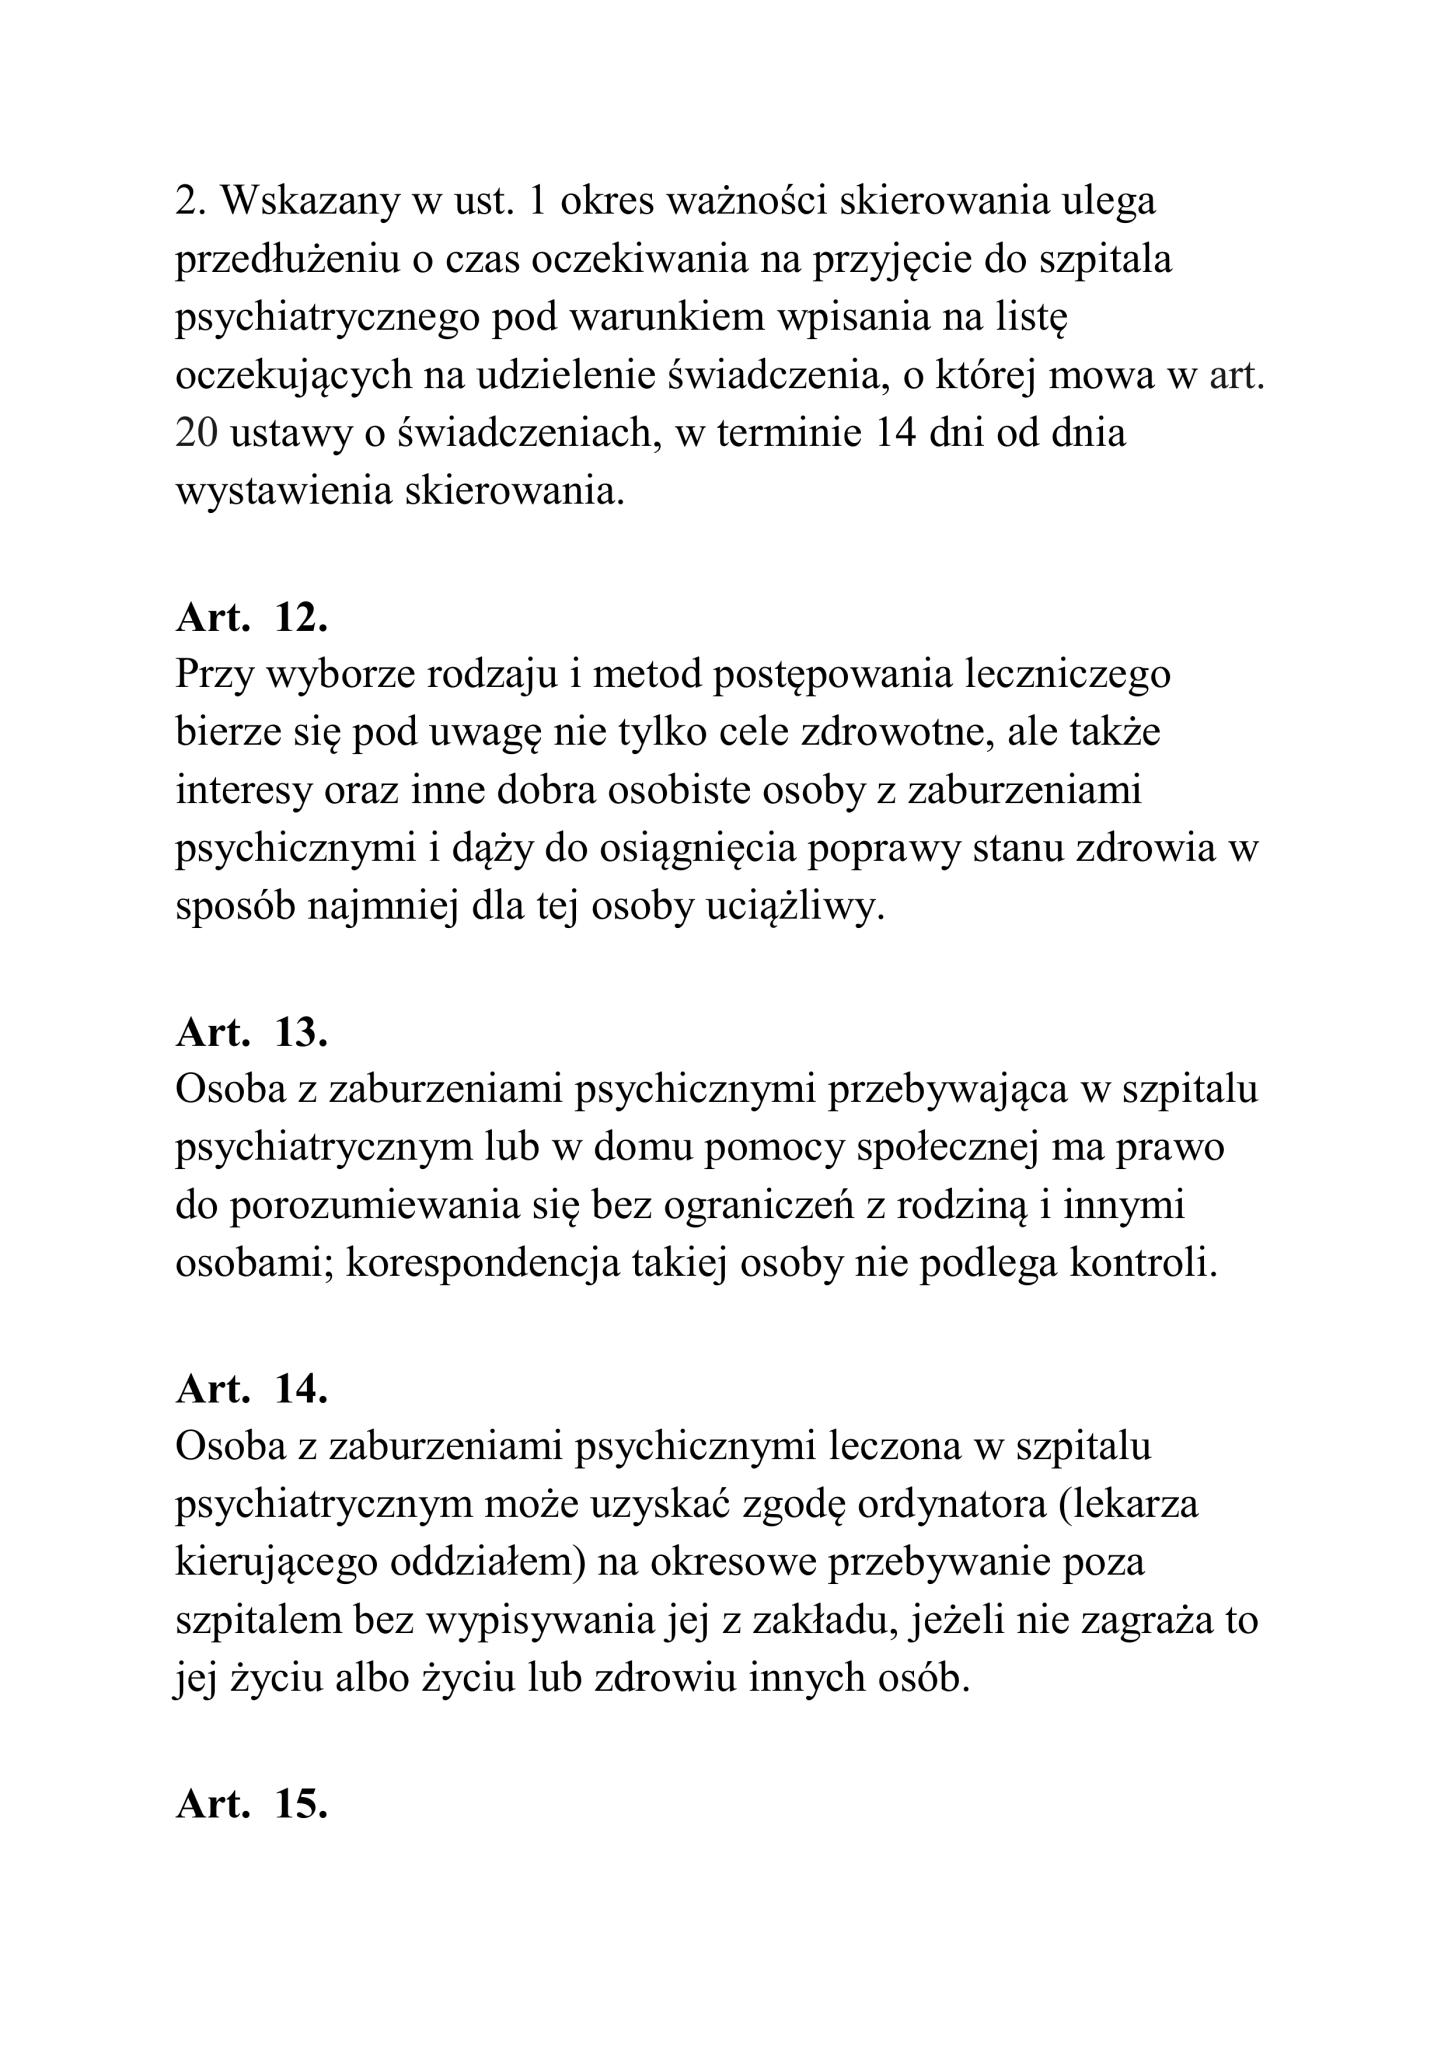 2. Wskazany w ust. 1 okres ważności skierowania ulega
przedłużeniu o czas oczekiwania na przyjęcie do szpitala
psychiatrycznego pod warunkiem wpisania na listę
oczekujących na udzielenie świadczenia, o której mowa w art.
20 ustawy o świadczeniach, w terminie 14 dni od dnia
wystawienia skierowania.
Art. 12.
Przy wyborze rodzaju i metod postępowania leczniczego
bierze się pod uwagę nie tylko cele zdrowotne, ale także
interesy oraz inne dobra osobiste osoby z zaburzeniami
psychicznymi i dąży do osiągnięcia poprawy stanu zdrowia w
sposób najmniej dla tej osoby uciążliwy.
Art. 13.
Osoba z zaburzeniami psychicznymi przebywająca w szpitalu
psychiatrycznym lub w domu pomocy społecznej ma prawo
do porozumiewania się bez ograniczeń z rodziną i innymi
osobami; korespondencja takiej osoby nie podlega kontroli.
Art. 14.
Osoba z zaburzeniami psychicznymi leczona w szpitalu
psychiatrycznym może uzyskać zgodę ordynatora (lekarza
kierującego oddziałem) na okresowe przebywanie poza
szpitalem bez wypisywania jej z zakładu, jeżeli nie zagraża to
jej życiu albo życiu lub zdrowiu innych osób.
Art. 15.